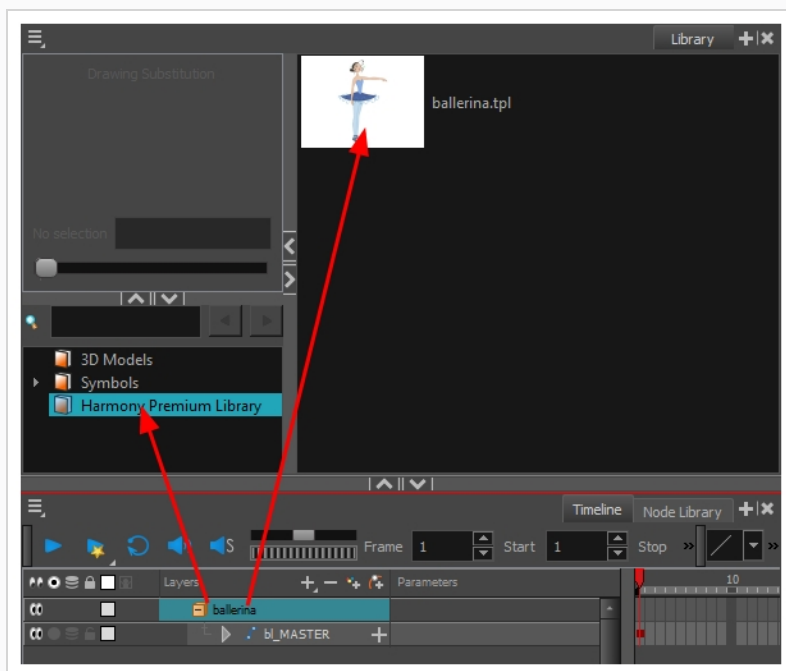 Library
Drawing Substitution
ballerina.tpl
No selection
3D Models
Symbols
Harmony Premium Library
Timeline
Node Library
S
Frame 1 Start 1 Stop
Layers Parameters 10
ballerina
bl_MASTER